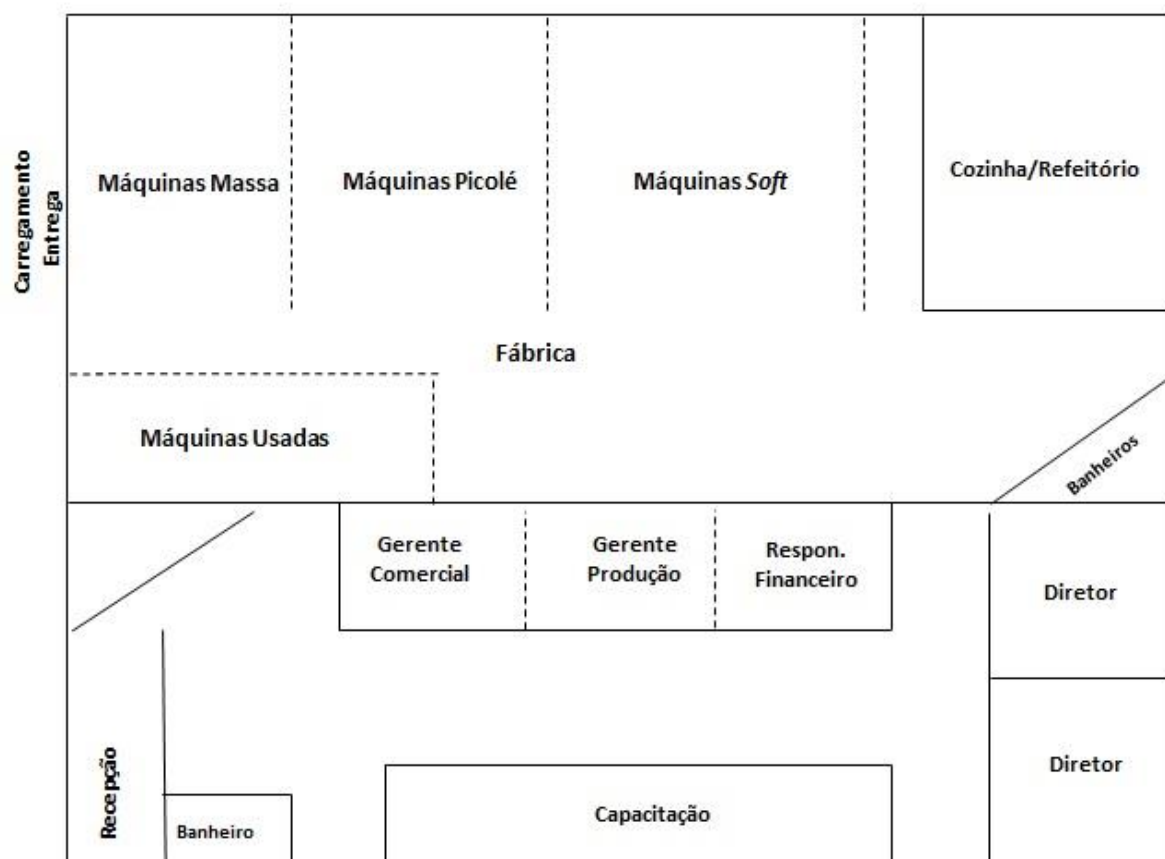 Carregamento
Entrega
Máquinas Massa
Máquinas Picolé
Máquinas Soft
Cozinha/Refeitório
Fábrica
Máquinas Usadas
Banheiros
Gerente
Comercial
Gerente
Produção
Respon.
Financeiro
Diretor
Recepção
Banheiro
Capacitação
Diretor